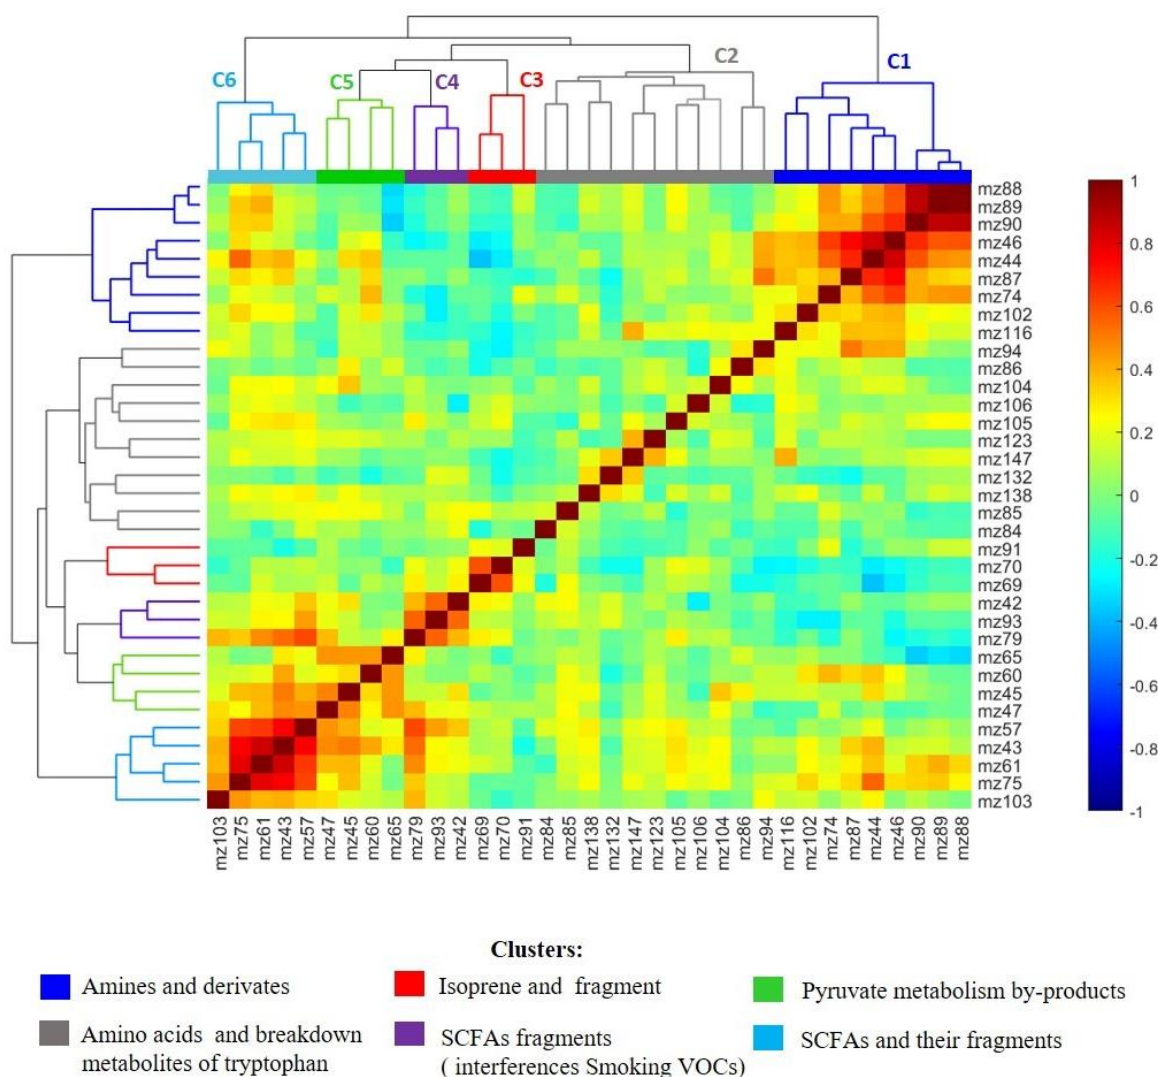 C6
C5
C4
C3
C2
C1
mz88
mz89
mz90
mz46
mz44
mz87
mz74
mz102
mz116
mz94
mz86
mz104
mz106
mz105
mz123
mz147
mz132
mz138
mz85
mz84
mz91
mz70
mz69
mz42
mz93
mz79
mz65
mz60
mz45
mz47
mz57
mz43
mz61
mz75
mz103
1
0.8
0.6
0.4
0.2
0
-0.2
-0.4
-0.6
-0.8
-1
mz103
mz75
mz61
mz43
mz57
mz47
mz45
mz60
mz65
mz79
mz93
mz42
mz69
mz70
mz91
mz84
mz85
mz138
mz132
mz147
mz123
mz105
mz106
mz104
mz86
mz94
mz116
mz102
mz74
mz87
mz44
mz46
mz90
mz89
mz88
Clusters:
Amines and derivates
Isoprene and fragment
Pyruvate metabolism by-products
Amino acids and breakdown
metabolites of tryptophan
SCFAs fragments
( interferences Smoking VOCs)
SCFAs and their fragments